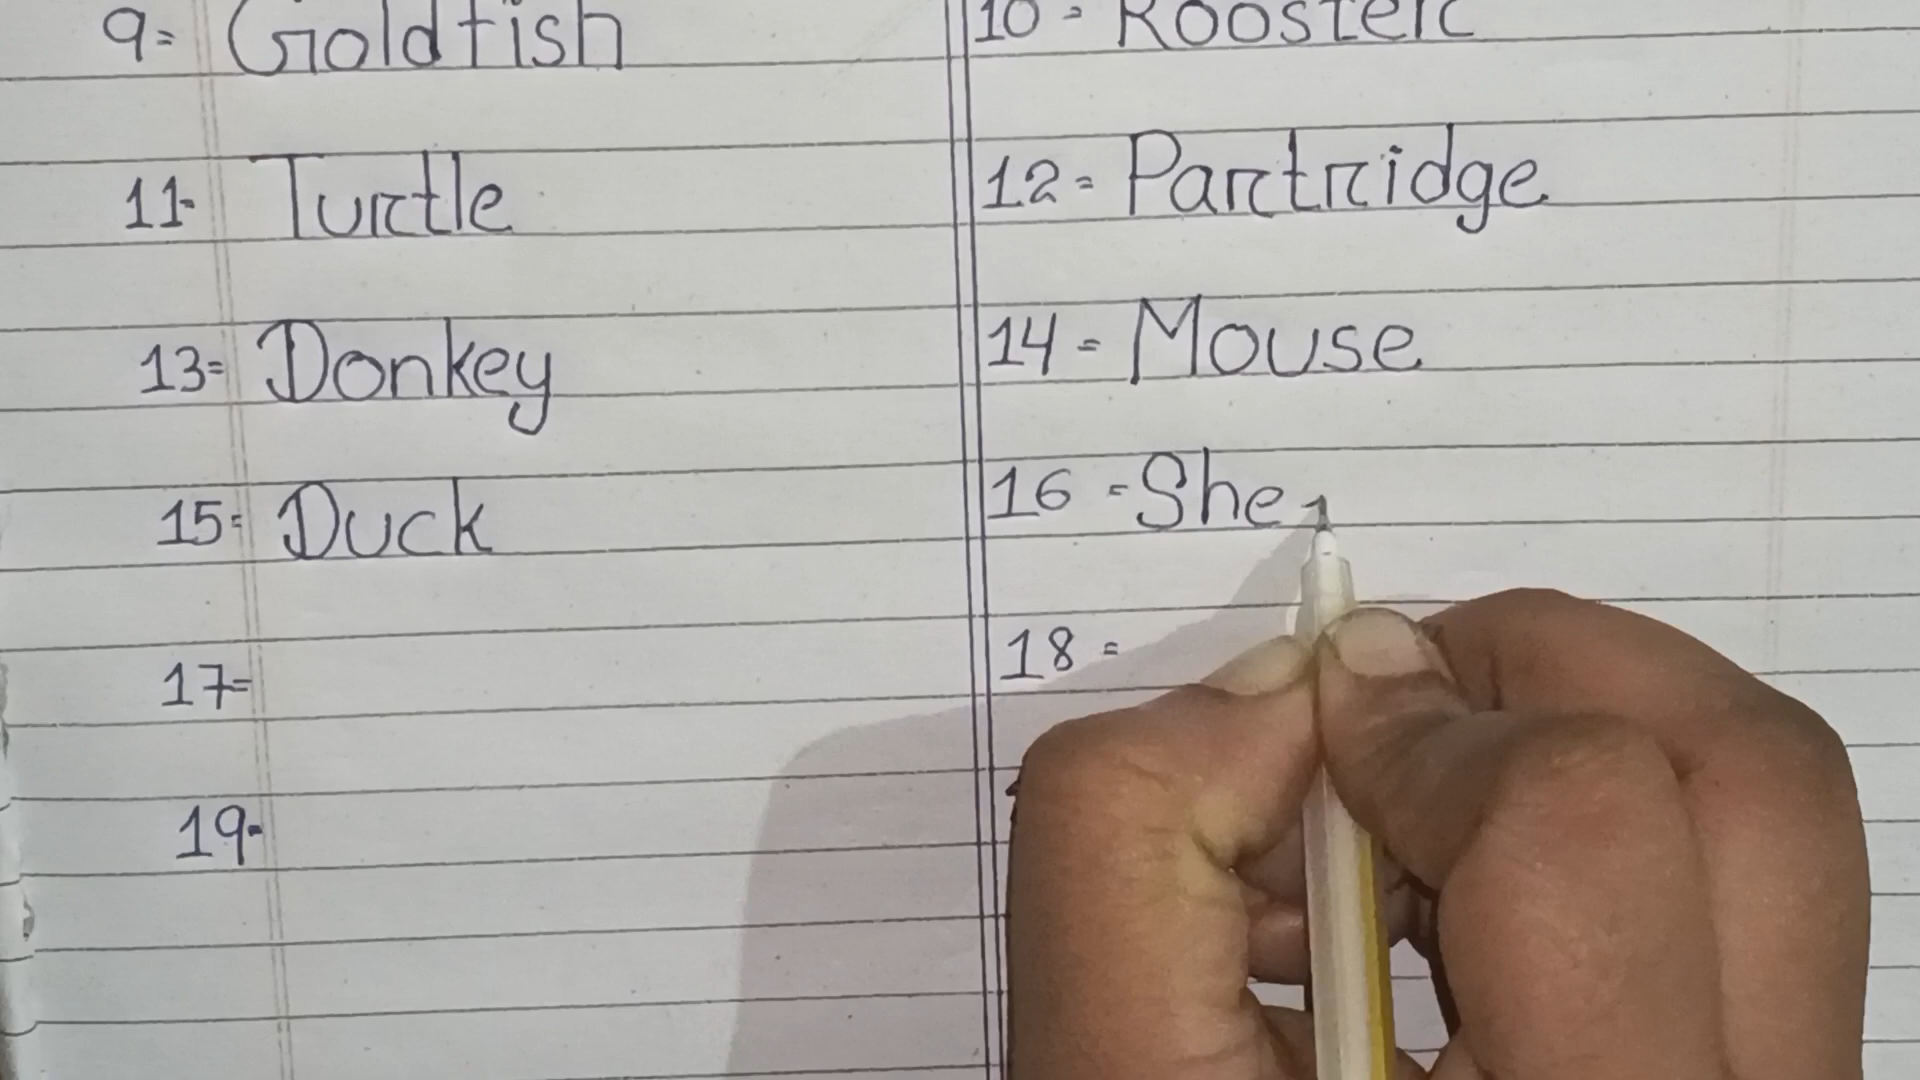 9= Goldfish 10 = Rooster
11- Turtle 12= Partridge
13= Donkey 14 = Mouse
15= Duck 16 = She
17= 18 =
19-